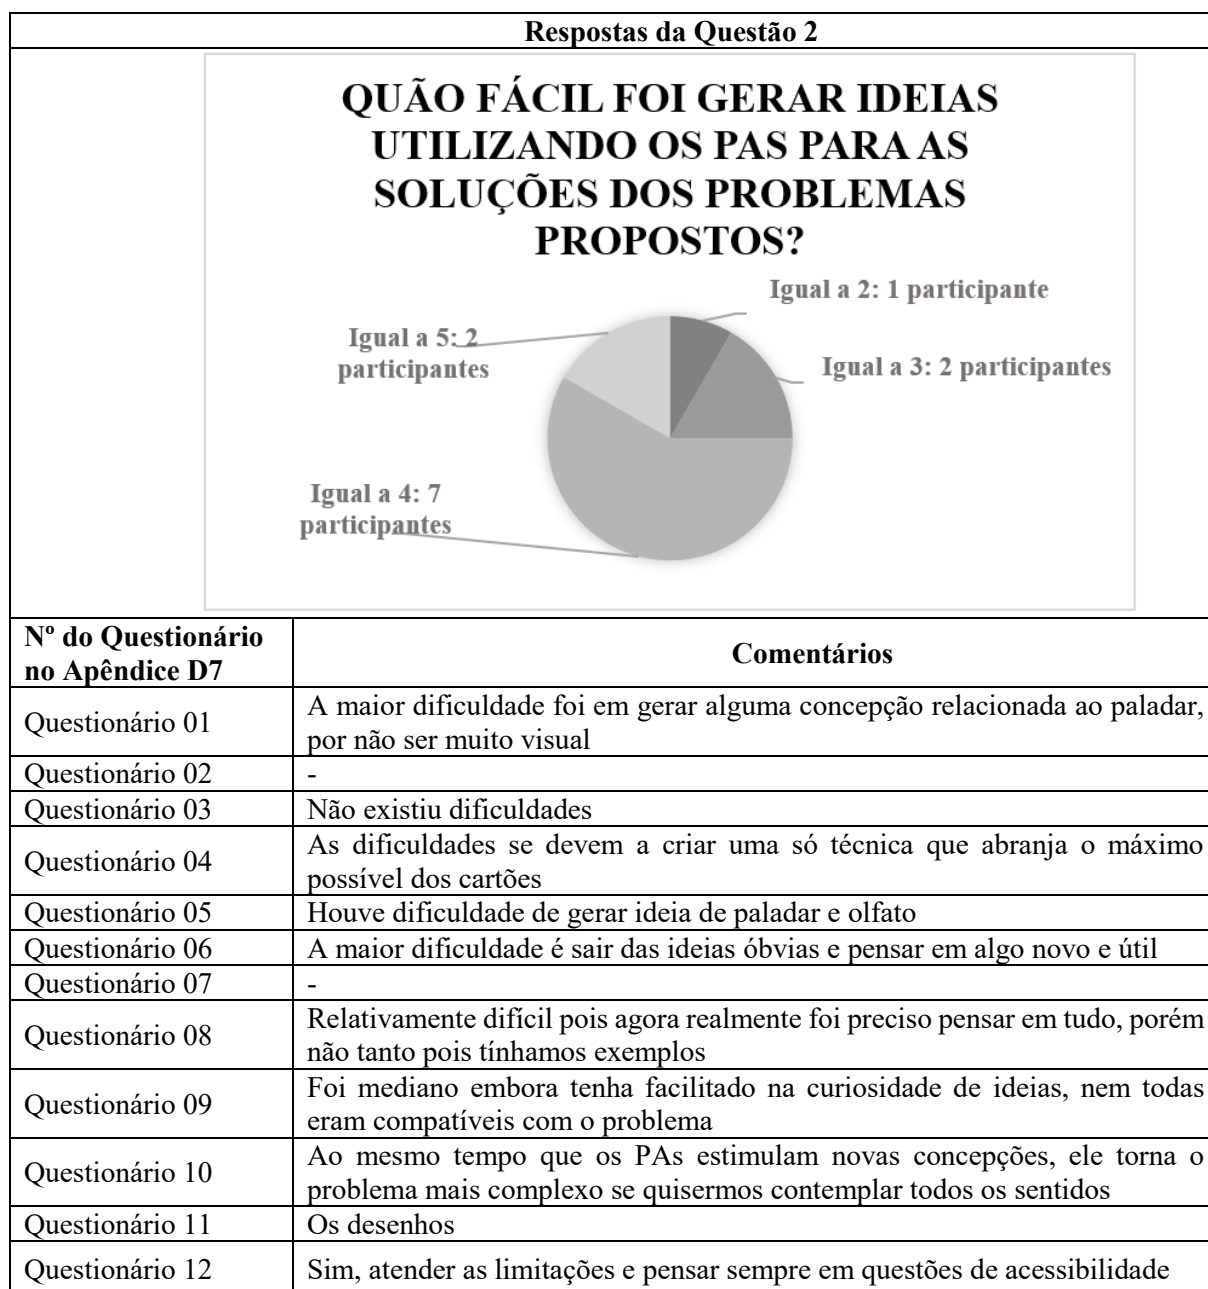 Respostas da Questão 2
QUÃO FÁCIL FOI GERAR IDEIAS
UTILIZANDO OS PAS PARA AS
SOLUÇÕES DOS PROBLEMAS
PROPOSTOS?
Igual a 2: 1 participante
Igual a 5: 2
participantes
Igual a 3: 2 participantes
Igual a 4: 7
participantes
Nº do Questionário
no Apêndice D7
Comentários
Questionário 01
A maior dificuldade foi em gerar alguma concepção relacionada ao paladar,
por não ser muito visual
Questionário 02
-
Questionário 03
Não existiu dificuldades
Questionário 04
As dificuldades se devem a criar uma só técnica que abranja o máximo
possível dos cartões
Questionário 05
Houve dificuldade de gerar ideia de paladar e olfato
Questionário 06
A maior dificuldade é sair das ideias óbvias e pensar em algo novo e útil
Questionário 07
-
Questionário 08
Relativamente difícil pois agora realmente foi preciso pensar em tudo, porém
não tanto pois tínhamos exemplos
Questionário 09
Foi mediano embora tenha facilitado na curiosidade de ideias, nem todas
eram compatíveis com o problema
Questionário 10
Ao mesmo tempo que os PAs estimulam novas concepções, ele torna o
problema mais complexo se quisermos contemplar todos os sentidos
Questionário 11
Os desenhos
Questionário 12
Sim, atender as limitações e pensar sempre em questões de acessibilidade